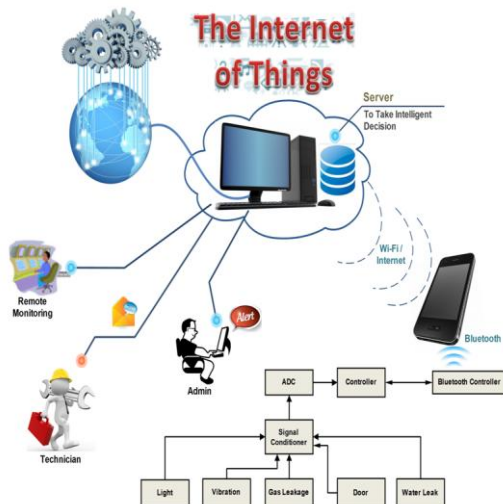 The Internet
of Things
Server
To Take Intelligent
Decision
Wi-Fi /
Internet
Remote
Monitoring
Alert
Bluetooth
Admin
Technician
ADC
Controller
Bluetooth Controller
Signal
Conditioner
Light
Vibration
Gas Leakage
Door
Water Leak